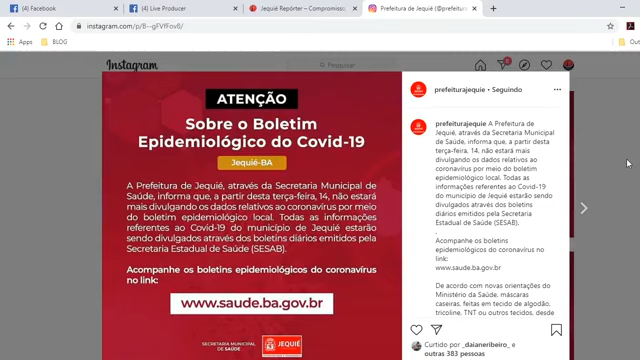 Facebook
Live Producer
Jequié Repórter – Compromisso
Prefeitura de Jequié (@prefeitur
instagram.com/p/B--gFVfFov8/
Apps
BLOG
Instagram
Pesquisar
ATENÇÃO
Sobre o Boletim
Epidemiológico do Covid-19
Jequié-BA
A Prefeitura de Jequié, através da Secretaria Municipal de
Saúde, informa que, a partir desta terça-feira, 14, não estará
mais divulgando os dados relativos ao coronavírus por meio
do boletim epidemiológico local. Todas as informações
referentes ao Covid-19 do município de Jequié estarão
sendo divulgados através dos boletins diários emitidos pela
Secretaria Estadual de Saúde (SESAB).
Acompanhe os boletins epidemiológicos do coronavírus
no link:
www.saude.ba.gov.br
SECRETARIA MUNICIPAL
DE SAÚDE
JEQUIÉ
prefeiturajequie • Seguindo
prefeiturajequie A Prefeitura de
Jequié, através da Secretaria Municipal
de Saúde, informa que, a partir desta
terça-feira, 14, não estará mais
divulgando os dados relativos ao
coronavírus por meio do boletim
epidemiológico local. Todas as
informações referentes ao Covid-19
do município de Jequié estarão sendo
divulgados através dos boletins
diários emitidos pela Secretaria
Estadual de Saúde (SESAB).
.
Acompanhe os boletins
epidemiológicos do coronavírus no
link:
www.saude.ba.gov.br
De acordo com novas orientações do
Ministério da Saúde, máscaras
caseiras, feitas em tecido de algodão,
tricoline, TNT ou outros tecidos, desde
Curtido por _daianeribeiro_ e
outras 383 pessoas